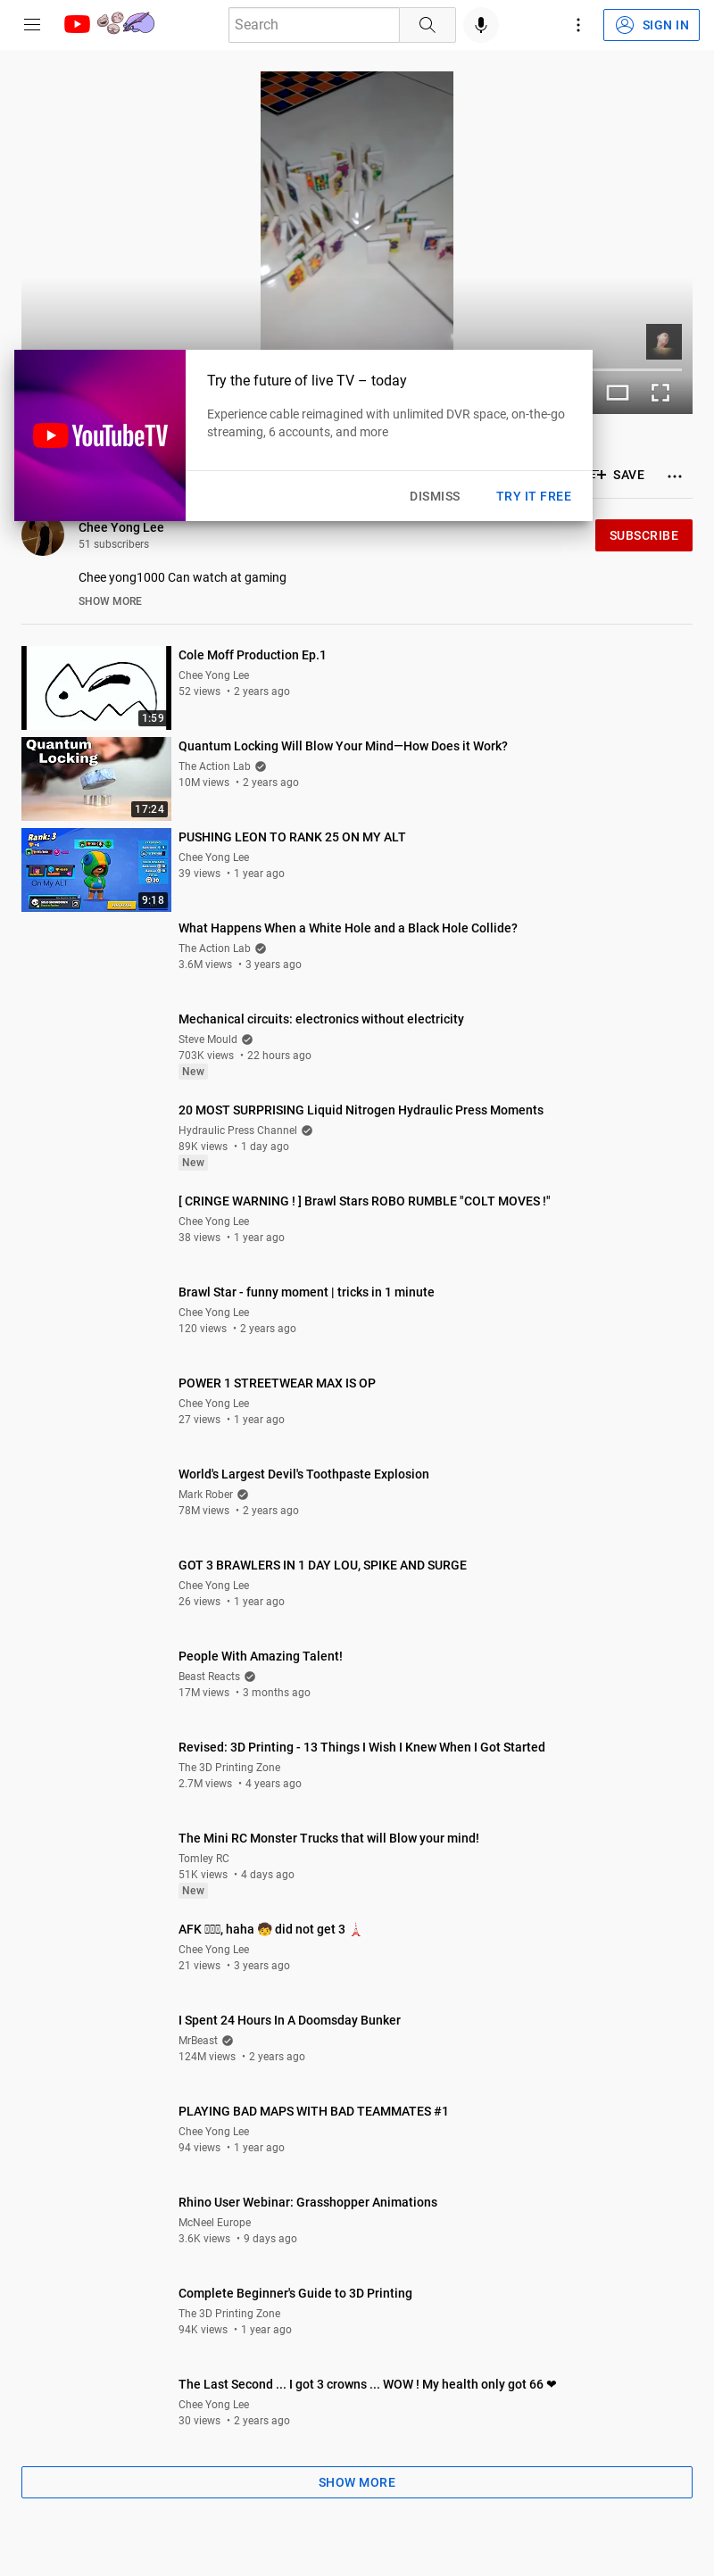 Search
SIGN IN
YouTubeTV
Try the future of live TV – today
Experience cable reimagined with unlimited DVR space, on-the-go
streaming, 6 accounts, and more
DISMISS
TRY IT FREE
SAVE
Chee Yong Lee
51 subscribers
SUBSCRIBE
Chee yong1000 Can watch at gaming
SHOW MORE
Cole Moff Production Ep.1
Chee Yong Lee
52 views • 2 years ago
1:59
Quantum
Locking
17:24
Quantum Locking Will Blow Your Mind—How Does it Work?
The Action Lab
10M views • 2 years ago
Rank: 3
On My ALT
9:18
PUSHING LEON TO RANK 25 ON MY ALT
Chee Yong Lee
39 views • 1 year ago
What Happens When a White Hole and a Black Hole Collide?
The Action Lab
3.6M views • 3 years ago
Mechanical circuits: electronics without electricity
Steve Mould
703K views • 22 hours ago
New
20 MOST SURPRISING Liquid Nitrogen Hydraulic Press Moments
Hydraulic Press Channel
89K views • 1 day ago
New
[ CRINGE WARNING ! ] Brawl Stars ROBO RUMBLE "COLT MOVES !"
Chee Yong Lee
38 views • 1 year ago
Brawl Star - funny moment | tricks in 1 minute
Chee Yong Lee
120 views • 2 years ago
POWER 1 STREETWEAR MAX IS OP
Chee Yong Lee
27 views • 1 year ago
World's Largest Devil's Toothpaste Explosion
Mark Rober
78M views • 2 years ago
GOT 3 BRAWLERS IN 1 DAY LOU, SPIKE AND SURGE
Chee Yong Lee
26 views • 1 year ago
People With Amazing Talent!
Beast Reacts
17M views • 3 months ago
Revised: 3D Printing - 13 Things I Wish I Knew When I Got Started
The 3D Printing Zone
2.7M views • 4 years ago
The Mini RC Monster Trucks that will Blow your mind!
Tomley RC
51K views • 4 days ago
New
AFK , haha 🧒 did not get 3 🗼
Chee Yong Lee
21 views • 3 years ago
I Spent 24 Hours In A Doomsday Bunker
MrBeast
124M views • 2 years ago
PLAYING BAD MAPS WITH BAD TEAMMATES #1
Chee Yong Lee
94 views • 1 year ago
Rhino User Webinar: Grasshopper Animations
McNeel Europe
3.6K views • 9 days ago
Complete Beginner's Guide to 3D Printing
The 3D Printing Zone
94K views • 1 year ago
The Last Second ... I got 3 crowns ... WOW ! My health only got 66 ❤
Chee Yong Lee
30 views • 2 years ago
SHOW MORE